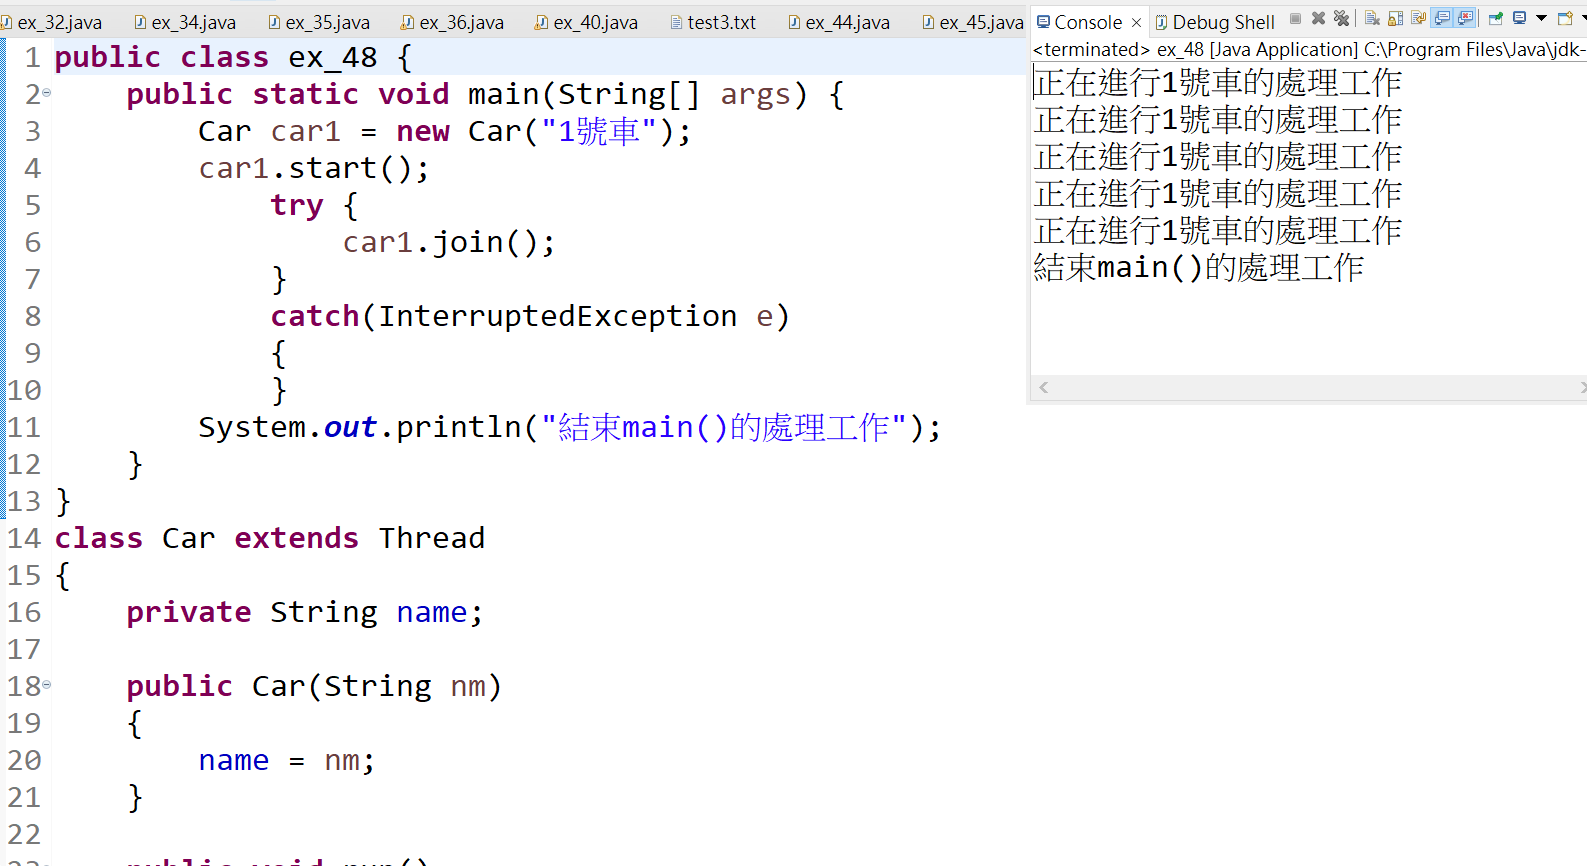 ex_32.java ex_34.java ex_35.java ex_36.java ex_40.java test3.txt ex_44.java ex_45.java
1 public class ex_48 {
2 public static void main(String[] args) {
3 Car car1 = new Car("1號車");
4 car1.start();
5 try {
6 car1.join();
7 }
8 catch(InterruptedException e)
9 {
10 }
11 System.out.println("結束main()的處理工作");
12 }
13 }
14 class Car extends Thread
15 {
16 private String name;
17
18 public Car(String nm)
19 {
20 name = nm;
21 }
22
23 public void run()
Console Debug Shell
<terminated> ex_48 [Java Application] C:\Program Files\Java\jdk-
正在進行1號車的處理工作
正在進行1號車的處理工作
正在進行1號車的處理工作
正在進行1號車的處理工作
正在進行1號車的處理工作
結束main()的處理工作